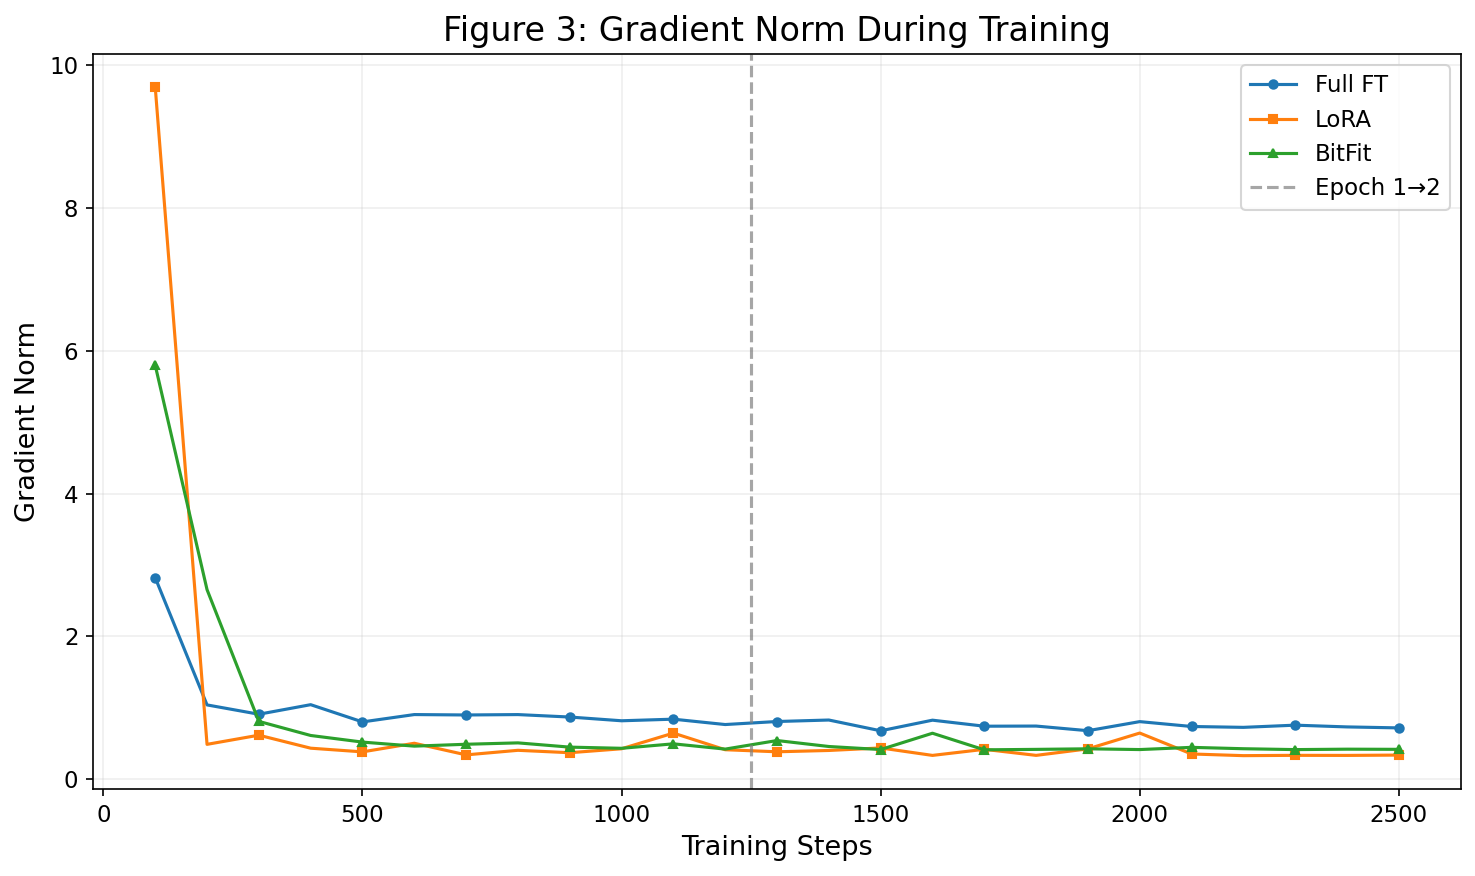 Figure 3: Gradient Norm During Training
Gradient Norm
10
8
6
4
2
0
Full FT
LoRA
BitFit
Epoch 1→2
0 500 1000 1500 2000 2500
Training Steps